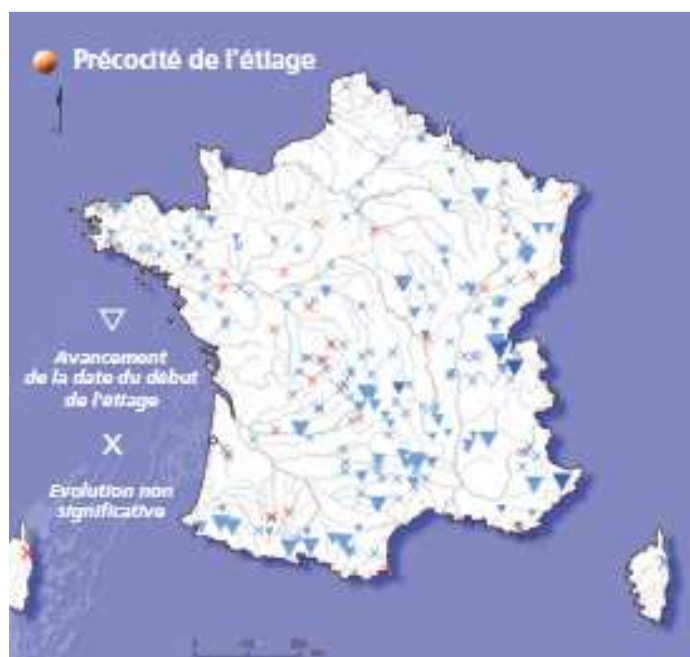 Précocité de l'étiage
Avancement
de la date du début
de l'étiage
X
Evolution non
significative